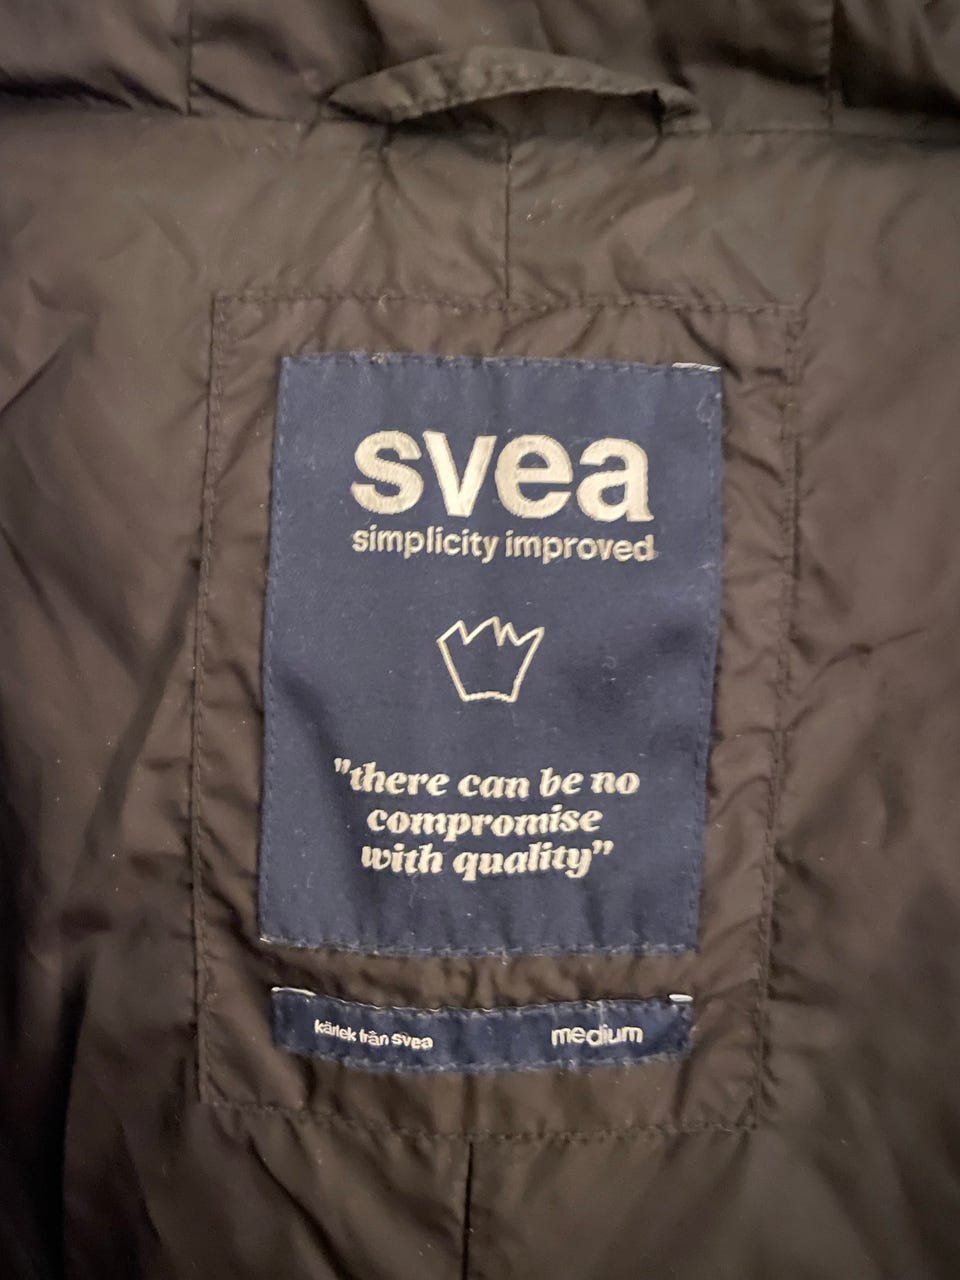 svea
simplicity improved
"there can be no
compromise
with quality"
kärlek från svea
medium